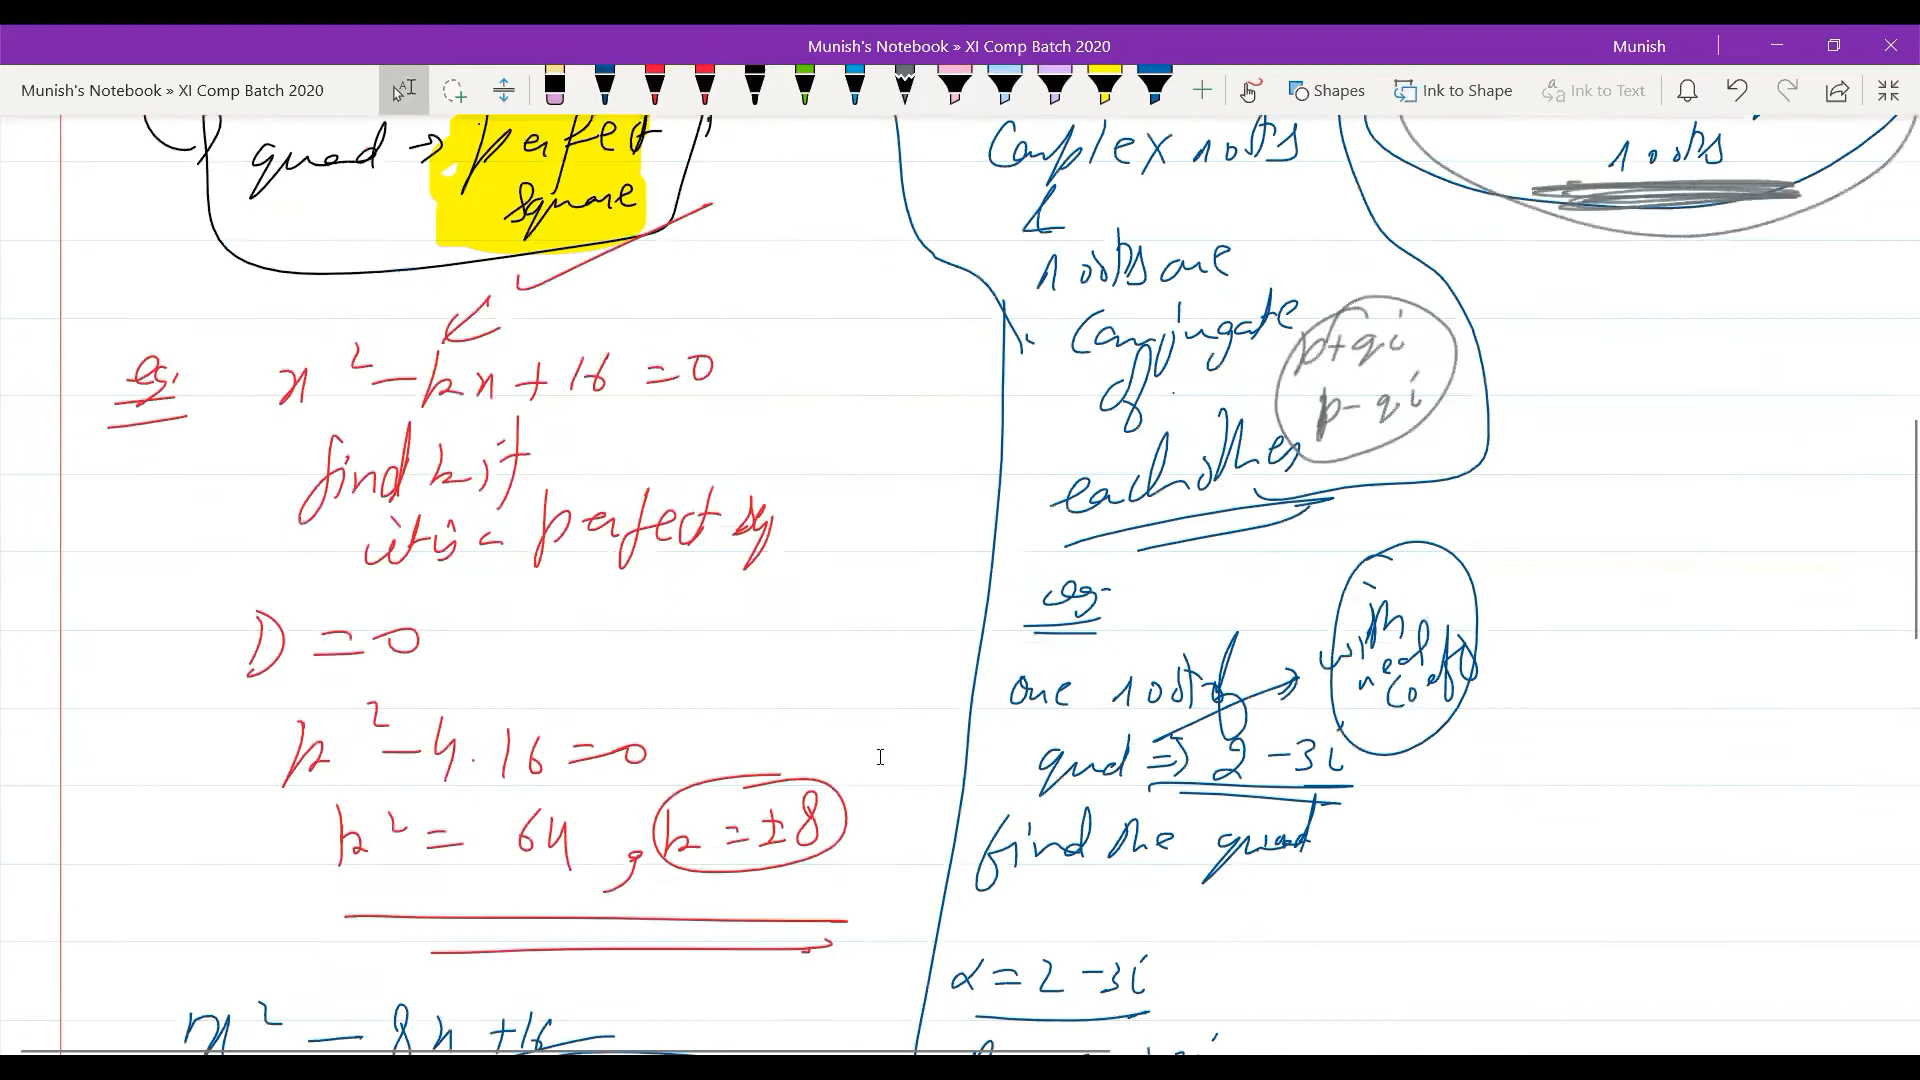 Munish's Notebook » XI Comp Batch 2020
Munish
Munish's Notebook » XI Comp Batch 2020
Shapes
Ink to Shape
Ink to Text
quad → perfect
square
eg.
x² - kx + 16 = 0
find k if
it is a perfect sq
D = 0
k² - 4.16 = 0
k² = 64 , k = ±8
x² - 8x + 16
Complex roots
&
roots are
conjugate
of
each other
p+qi
p-qi
eg-
one root of
quad ⇒ 2 - 3i
with
real
coeff
find the quad
α = 2 - 3i
roots